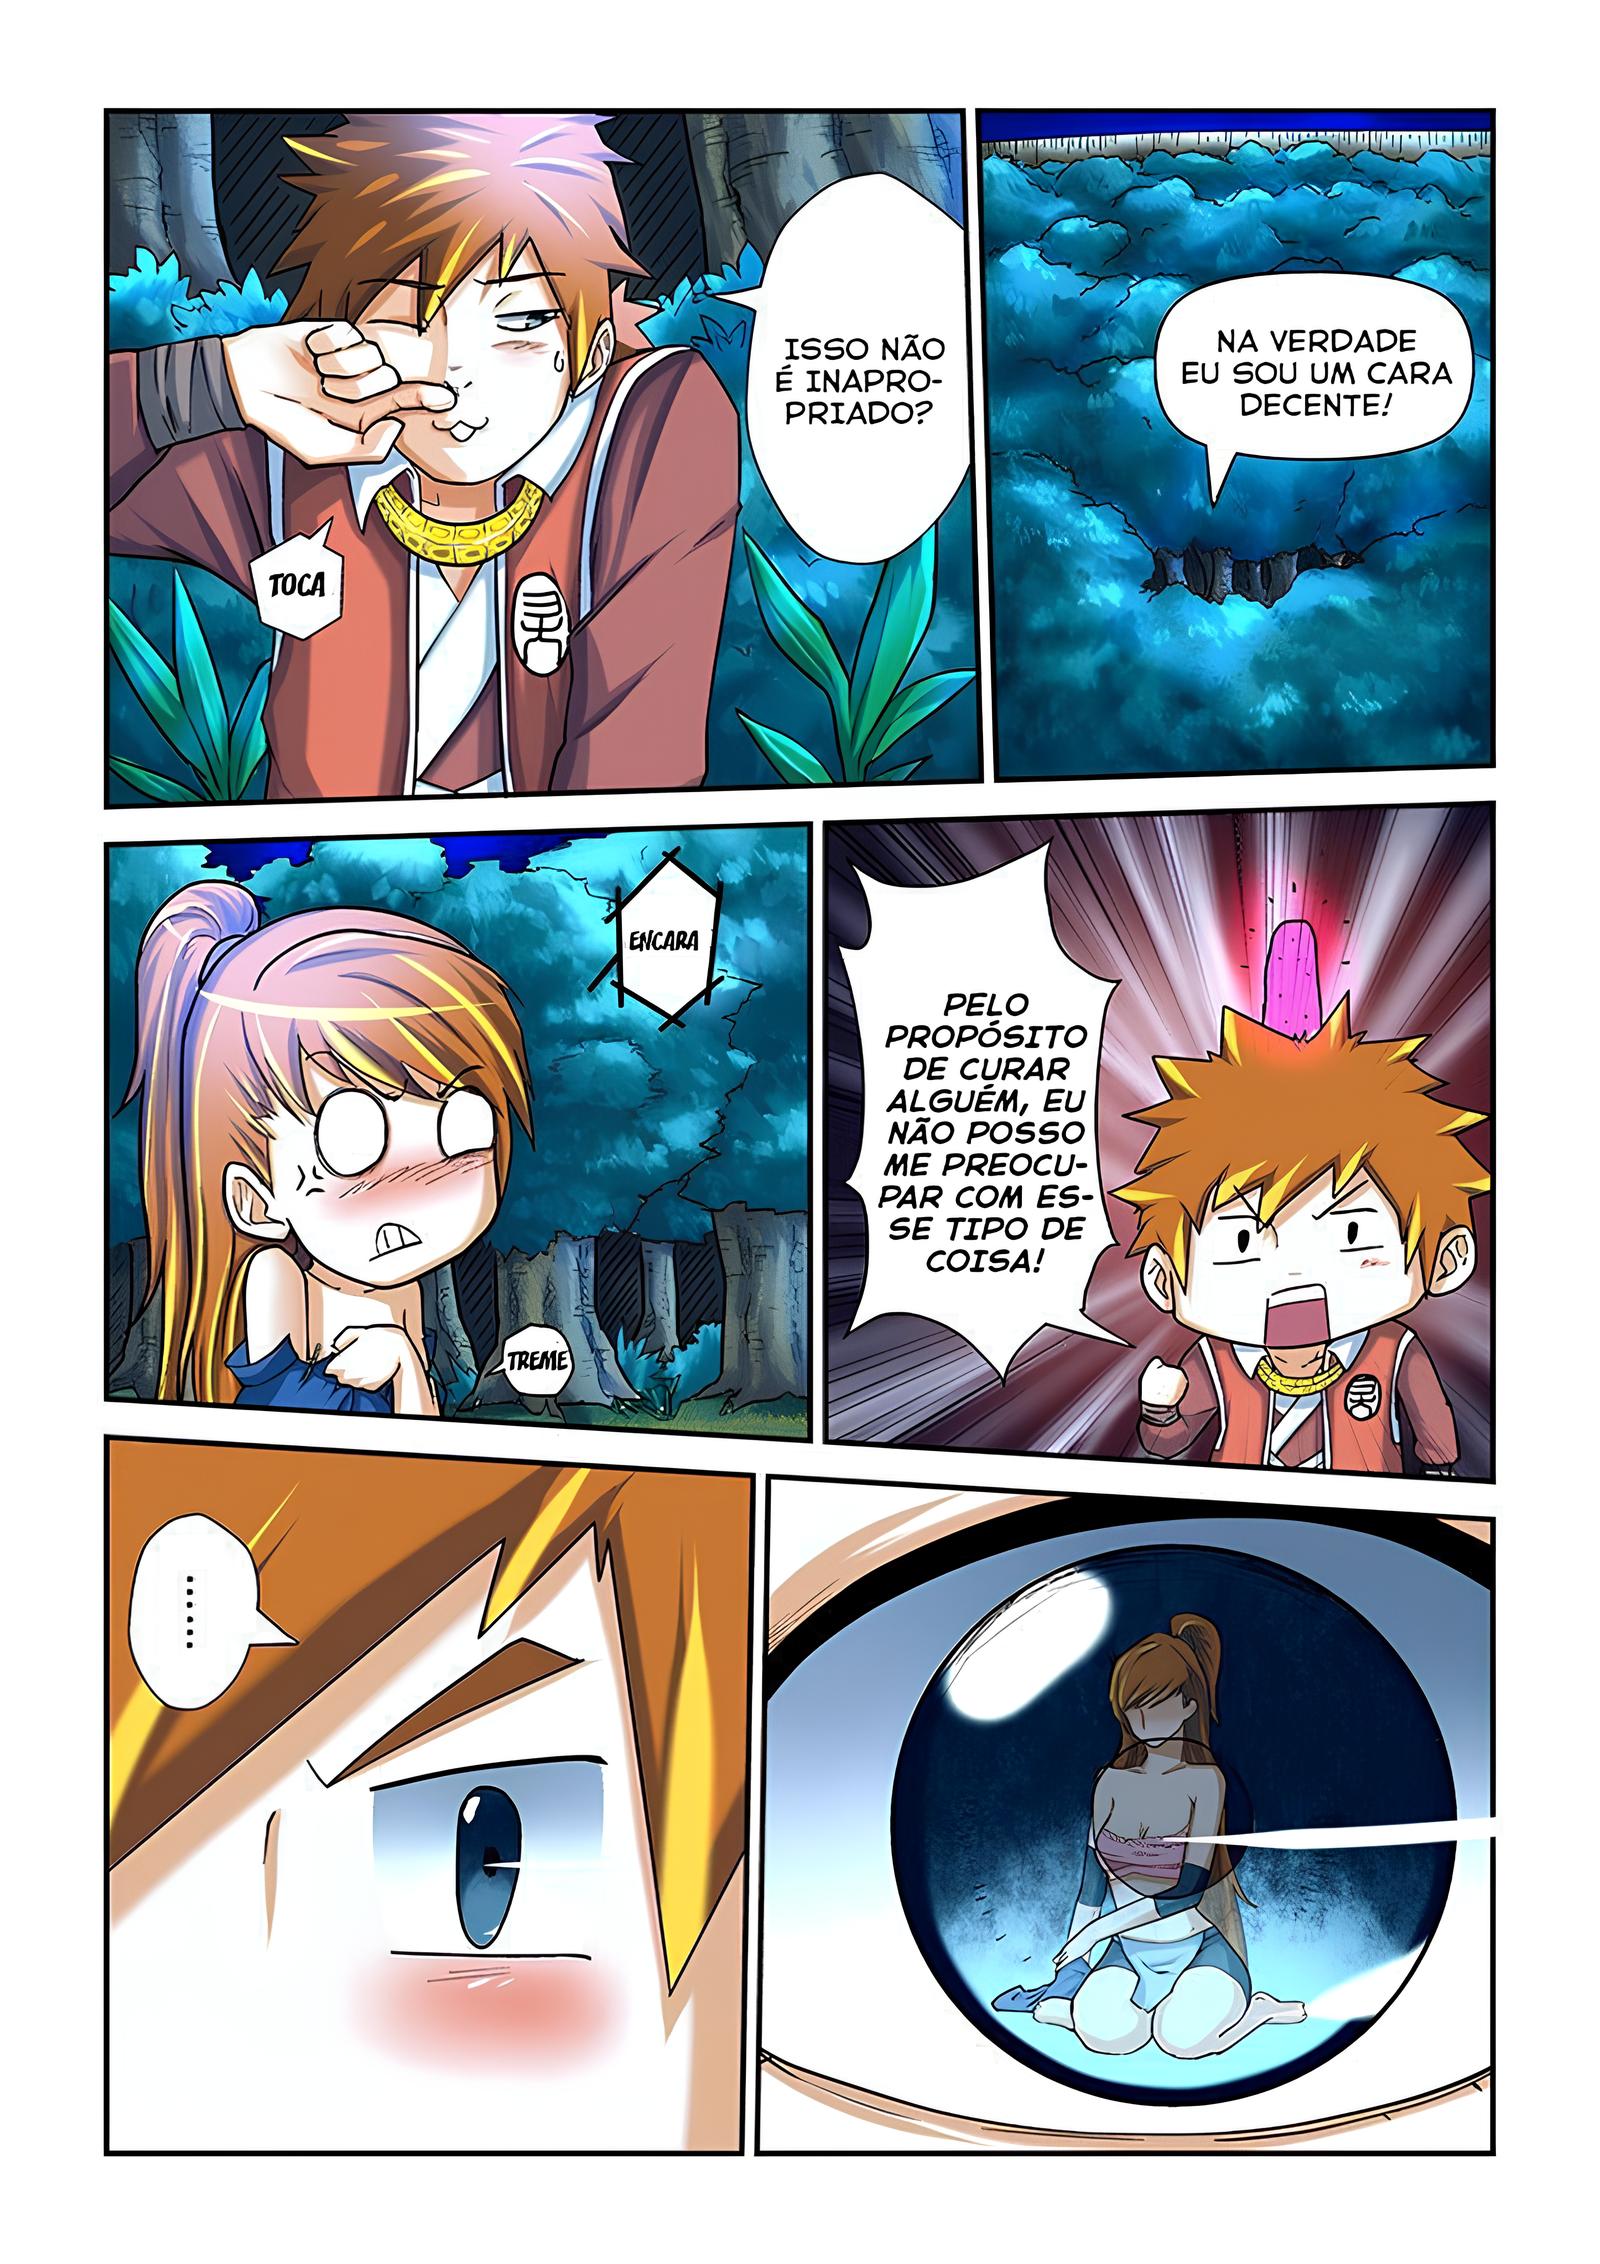 ISSO NÃO
É INAPRO-
PRIADO?
TOCA
NA VERDADE
EU SOU UM CARA
DECENTE!
ENCARA
TREME
PELO
PROPÓSITO
DE CURAR
ALGUÉM, EU
NÃO POSSO
ME PREOCU-
PAR COM ES-
SE TIPO DE
COISA!
......